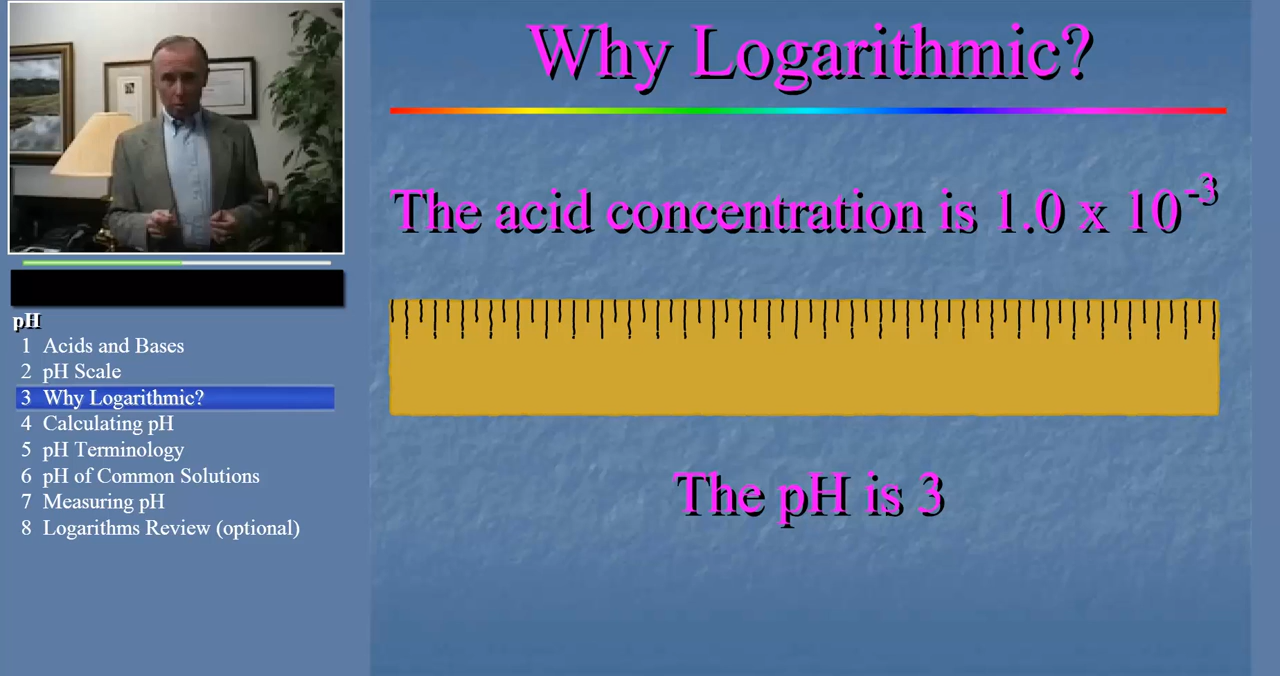 Why Logarithmic?
The acid concentration is 1.0 x 10⁻³
The pH is 3
pH
1 Acids and Bases
2 pH Scale
3 Why Logarithmic?
4 Calculating pH
5 pH Terminology
6 pH of Common Solutions
7 Measuring pH
8 Logarithms Review (optional)